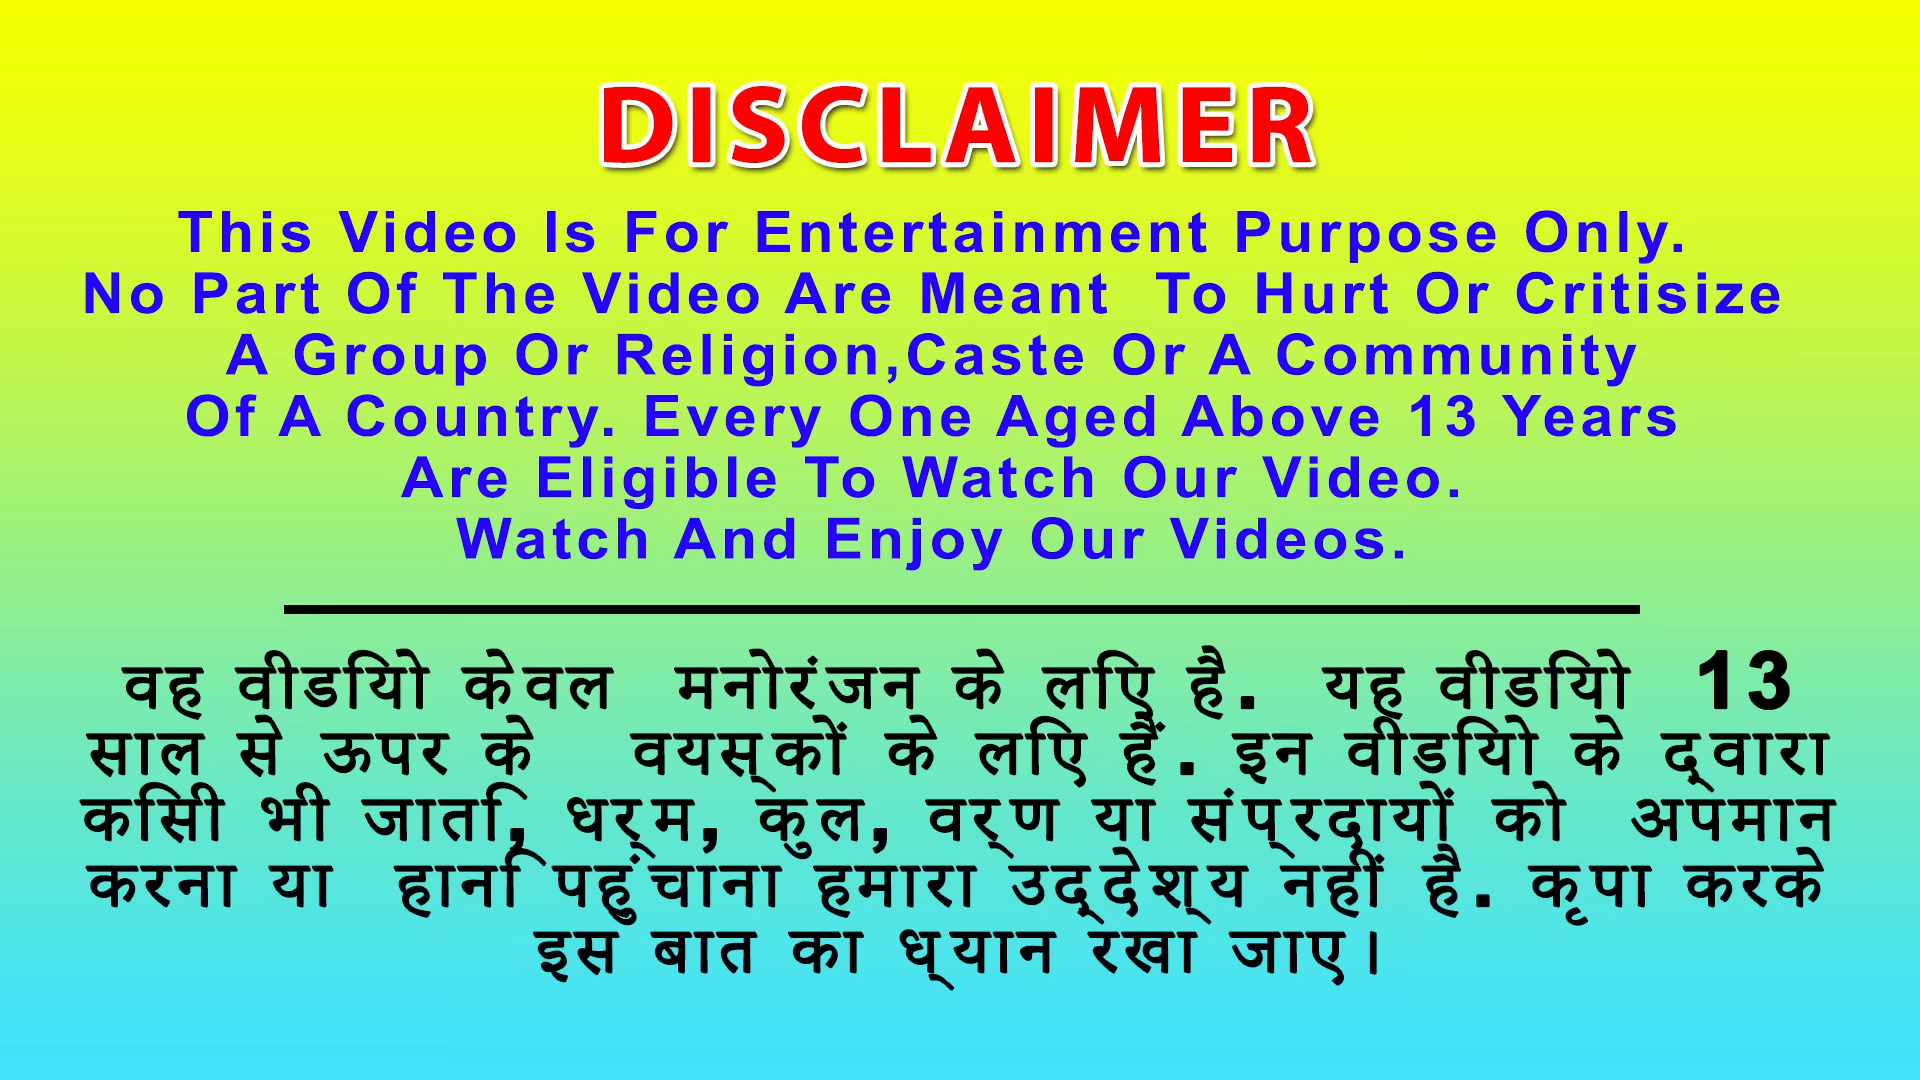 DISCLAIMER
This Video Is For Entertainment Purpose Only.
No Part Of The Video Are Meant To Hurt Or Critisize
A Group Or Religion,Caste Or A Community
Of A Country. Every One Aged Above 13 Years
Are Eligible To Watch Our Video.
Watch And Enjoy Our Videos.
वह वीडियो केवल मनोरंजन के लिए है. यह वीडियो 13
साल से ऊपर के वयस्कों के लिए हैं. इन वीडियो के द्वारा
किसी भी जाति, धर्म, कुल, वर्ण या संप्रदायों को अपमान
करना या हानि पहुंचाना हमारा उद्देश्य नहीं है. कृपा करके
इस बात का ध्यान रखा जाए।